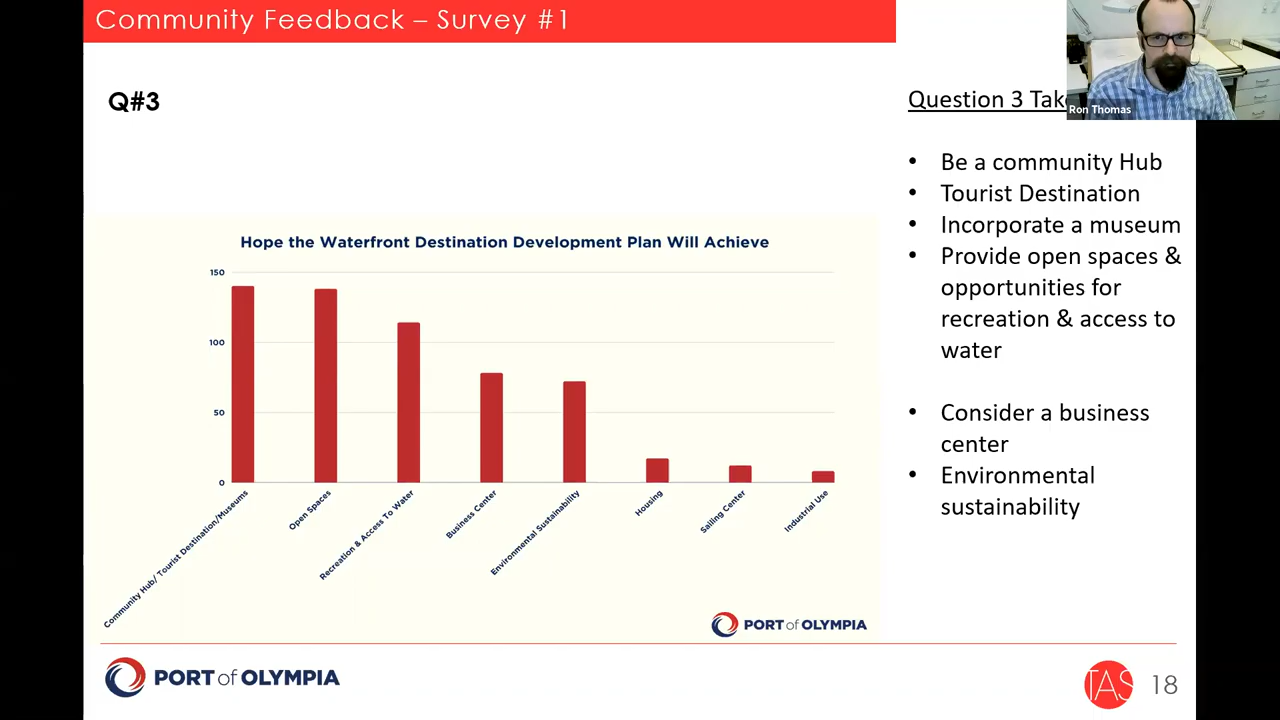 Community Feedback – Survey #1
Ron Thomas
Q#3
Question 3
Be a community Hub
Tourist Destination
Incorporate a museum
Provide open spaces &
opportunities for
recreation & access to
water
Consider a business
center
Environmental
sustainability
Hope the Waterfront Destination Development Plan Will Achieve
150
100
50
0
Community Hub/ Tourist Destination/Museums
Open Spaces
Recreation & Access To Water
Business Center
Environmental Sustainability
Housing
Sailing Center
Industrial Use
PORT of OLYMPIA
PORT of OLYMPIA
TAS
18